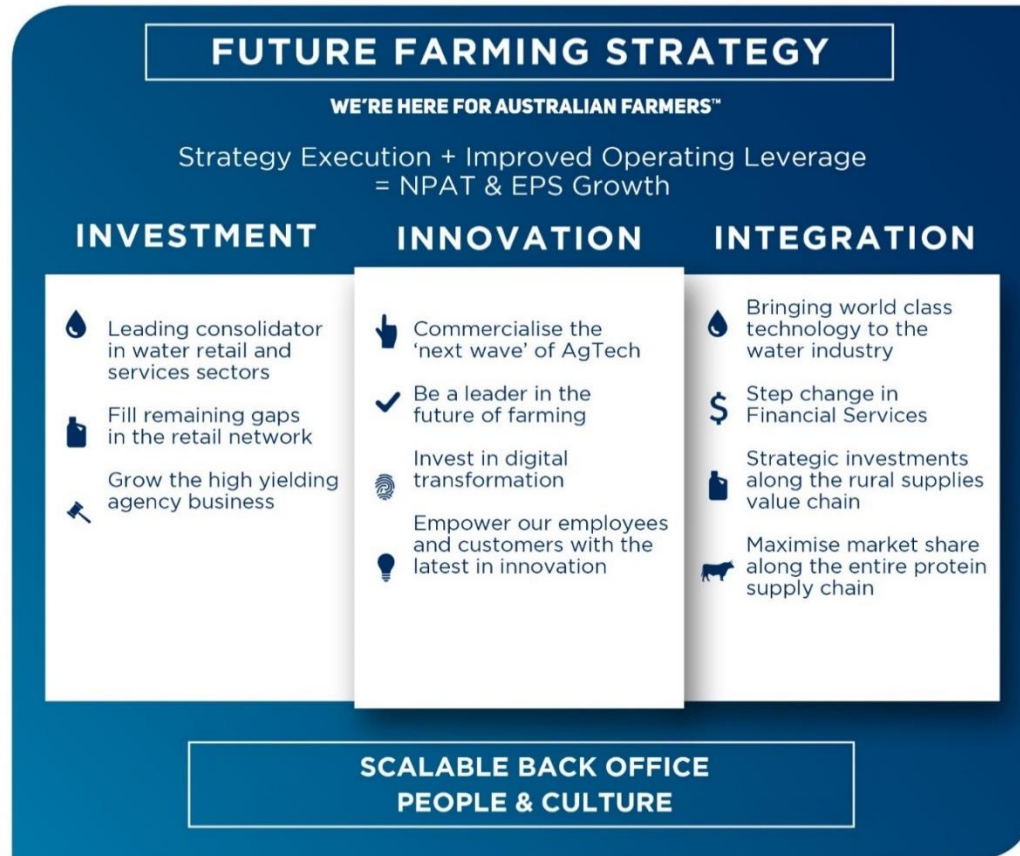 FUTURE FARMING STRATEGY
WE'RE HERE FOR AUSTRALIAN FARMERS™
Strategy Execution + Improved Operating Leverage
= NPAT & EPS Growth
INVESTMENT
Leading consolidator
in water retail and
services sectors
Fill remaining gaps
in the retail network
Grow the high yielding
agency business
INNOVATION
Commercialise the
‘next wave’ of AgTech
Be a leader in the
future of farming
Invest in digital
transformation
Empower our employees
and customers with the
latest in innovation
INTEGRATION
Bringing world class
technology to the
water industry
$
Step change in
Financial Services
Strategic investments
along the rural supplies
value chain
Maximise market share
along the entire protein
supply chain
SCALABLE BACK OFFICE
PEOPLE & CULTURE